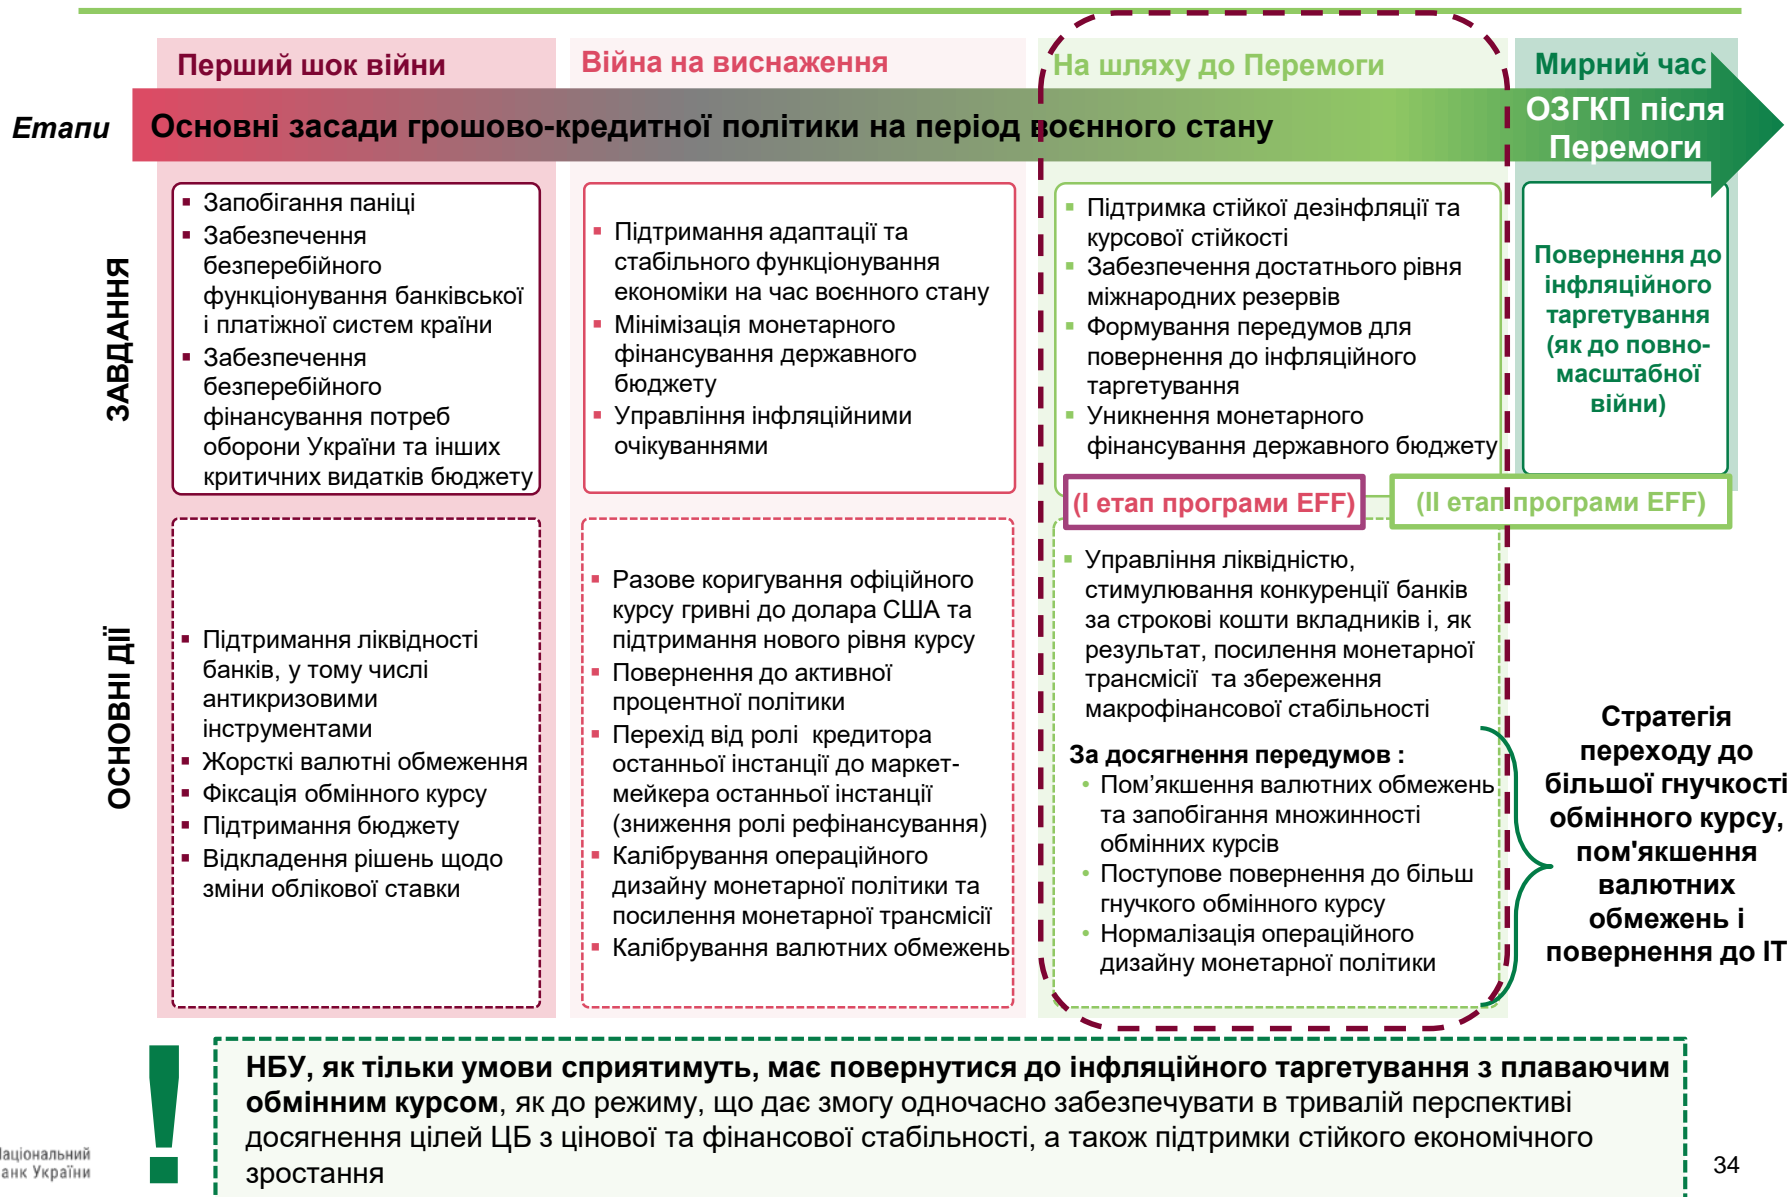 Перший шок війни
Війна на виснаження
На шляху до Перемоги
Мирний час
Етапи
Основні засади грошово-кредитної політики на період воєнного стану
ОЗГКП після
Перемоги
ЗАВДАННЯ
▪ Запобігання паніці
▪ Забезпечення
безперебійного
функціонування банківської
і платіжної систем країни
▪ Забезпечення
безперебійного
фінансування потреб
оборони України та інших
критичних видатків бюджету
▪ Підтримання адаптації та
стабільного функціонування
економіки на час воєнного стану
▪ Мінімізація монетарного
фінансування державного
бюджету
▪ Управління інфляційними
очікуваннями
▪ Підтримка стійкої дезінфляції та
курсової стійкості
▪ Забезпечення достатнього рівня
міжнародних резервів
▪ Формування передумов для
повернення до інфляційного
таргетування
▪ Уникнення монетарного
фінансування державного бюджету
Повернення до
інфляційного
таргетування
(як до повно-
масштабної
війни)
(І етап програми EFF)
(ІІ етап програми EFF)
ОСНОВНІ ДІЇ
▪ Підтримання ліквідності
банків, у тому числі
антикризовими
інструментами
▪ Жорсткі валютні обмеження
▪ Фіксація обмінного курсу
▪ Підтримання бюджету
▪ Відкладення рішень щодо
зміни облікової ставки
▪ Разове коригування офіційного
курсу гривні до долара США та
підтримання нового рівня курсу
▪ Повернення до активної
процентної політики
▪ Перехід від ролі кредитора
останньої інстанції до маркет-
мейкера останньої інстанції
(зниження ролі рефінансування)
▪ Калібрування операційного
дизайну монетарної політики та
посилення монетарної трансмісії
▪ Калібрування валютних обмежень
▪ Управління ліквідністю,
стимулювання конкуренції банків
за строкові кошти вкладників і, як
результат, посилення монетарної
трансмісії та збереження
макрофінансової стабільності
За досягнення передумов :
• Пом’якшення валютних обмежень
та запобігання множинності
обмінних курсів
• Поступове повернення до більш
гнучкого обмінного курсу
• Нормалізація операційного
дизайну монетарної політики
Стратегія
переходу до
більшої гнучкості
обмінного курсу,
пом'якшення
валютних
обмежень і
повернення до ІТ
!
НБУ, як тільки умови сприятимуть, має повернутися до інфляційного таргетування з плаваючим
обмінним курсом, як до режиму, що дає змогу одночасно забезпечувати в тривалій перспективі
досягнення цілей ЦБ з цінової та фінансової стабільності, а також підтримки стійкого економічного
зростання
Національний
банк України
34